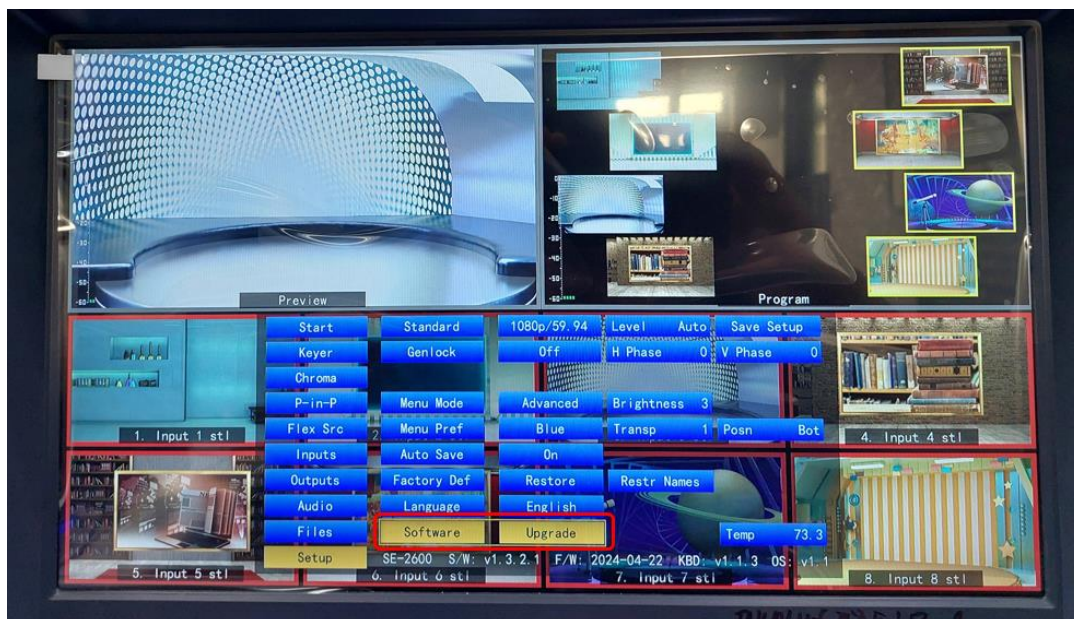 Preview
Program
Start Standard 1080p/59.94 Level Auto Save Setup
Keyer Genlock Off H Phase 0 V Phase 0
Chroma
P-in-P Menu Mode Advanced Brightness 3
Flex Src Menu Pref Blue Transp 1 Posn Bot
1. Input 1 stl
2
4. Input 4 stl
Inputs Auto Save On
Outputs Factory Def Restore Restr Names
Audio Language English
Files Software Upgrade Temp 73.3
Setup SE-2600 S/W: v1.3.2.1 F/W: 2024-04-22 KBD: v1.1.3 OS: v1.1
5. Input 5 stl
6. Input 6 stl
7. Input 7 stl
8. Input 8 stl